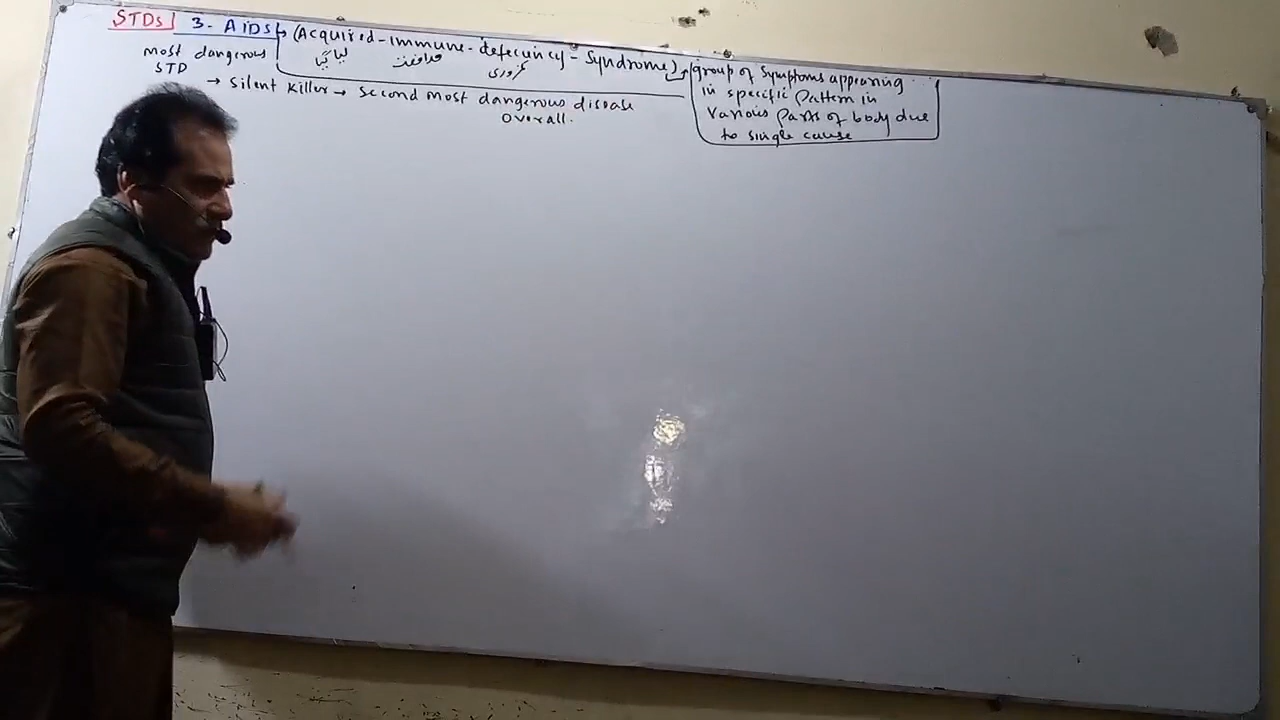 STDs 3. AIDS → (Acquired-immune-defeciency-Syndrome)
لیا گیا مدافعت کمزوری
most dangerous
STD
→ Silent Killer → Second most dangerous disease
overall.
group of symptoms appearing
in specific pattern in
various parts of body due
to single cause